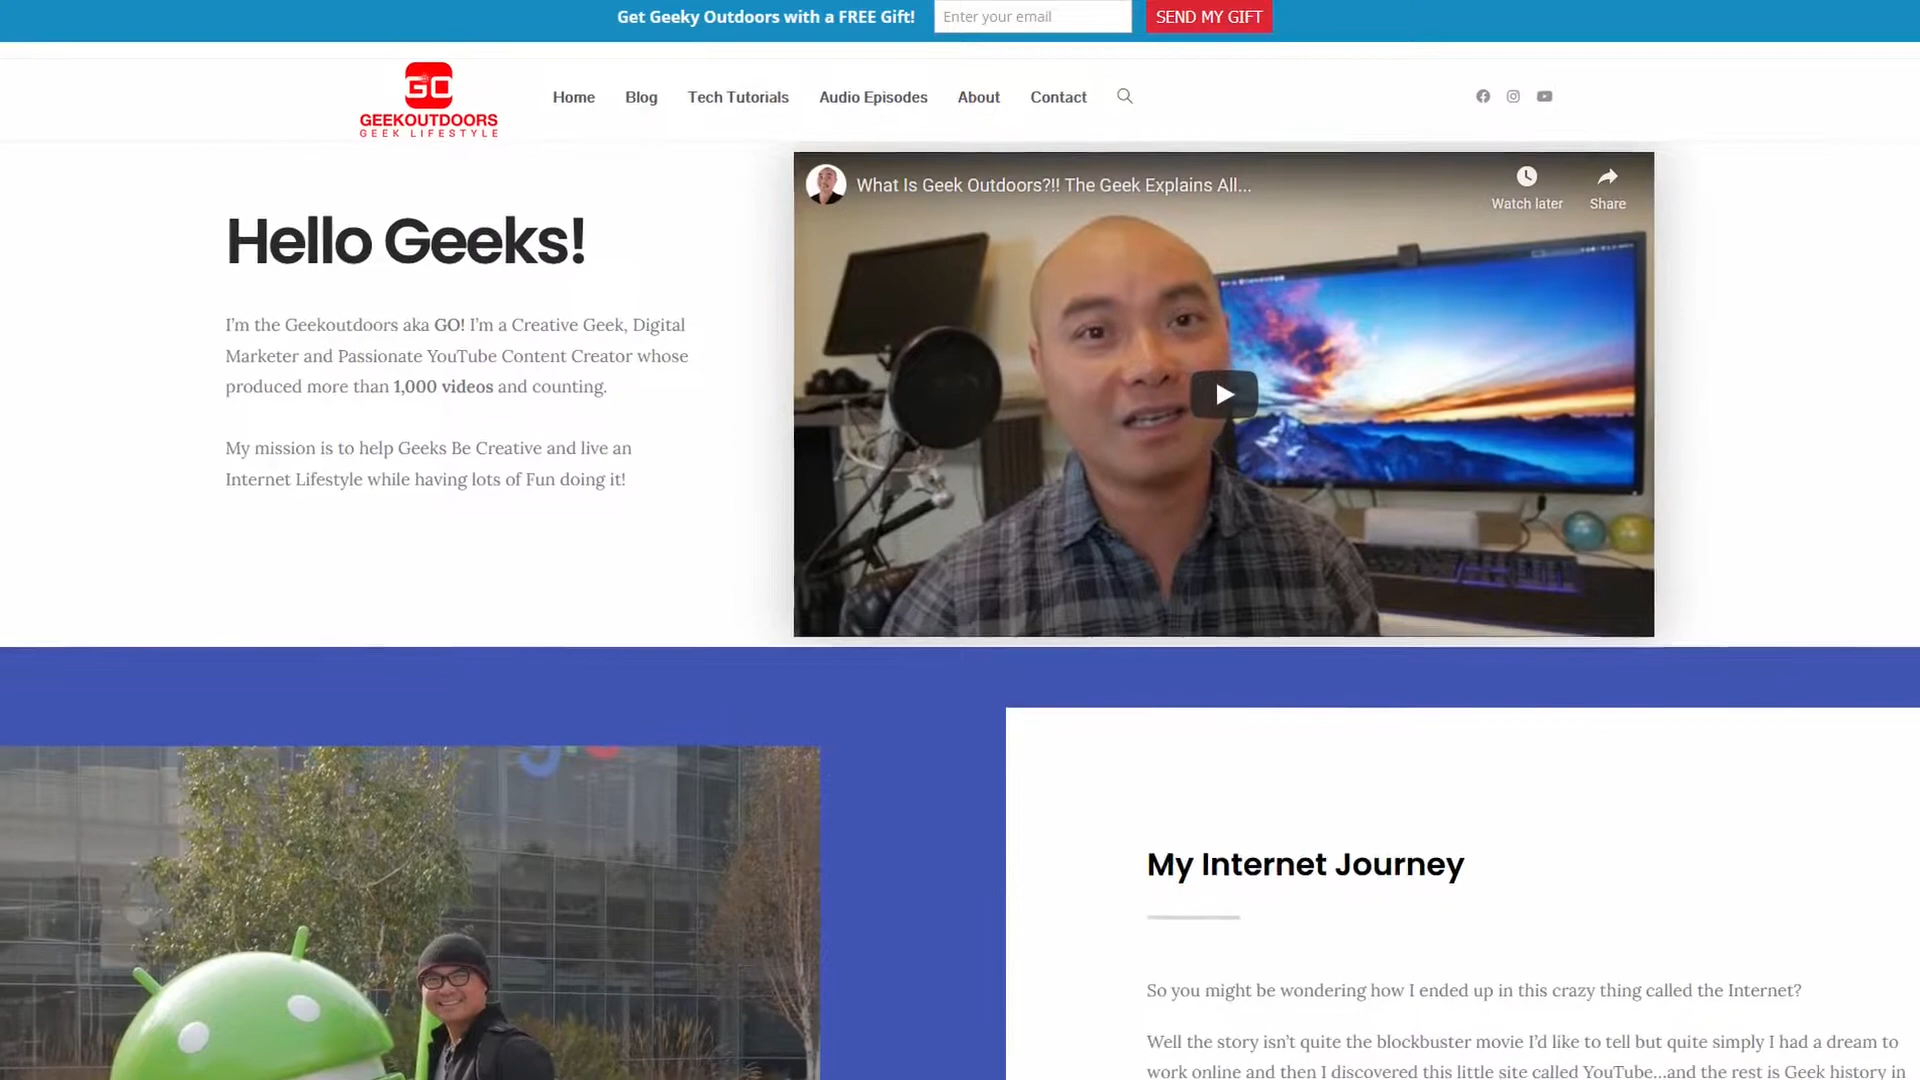 Get Geeky Outdoors with a FREE Gift!
Enter your email
SEND MY GIFT
GO
GEEKOUTDOORS
GEEK LIFESTYLE
Home
Blog
Tech Tutorials
Audio Episodes
About
Contact
Hello Geeks!
I'm the Geekoutdoors aka GO! I'm a Creative Geek, Digital
Marketer and Passionate YouTube Content Creator whose
produced more than 1,000 videos and counting.
My mission is to help Geeks Be Creative and live an
Internet Lifestyle while having lots of Fun doing it!
What Is Geek Outdoors?!! The Geek Explains All...
Watch later
Share
My Internet Journey
So you might be wondering how I ended up in this crazy thing called the Internet?
Well the story isn't quite the blockbuster movie I'd like to tell but quite simply I had a dream to
work online and then I discovered this little site called YouTube...and the rest is Geek history in